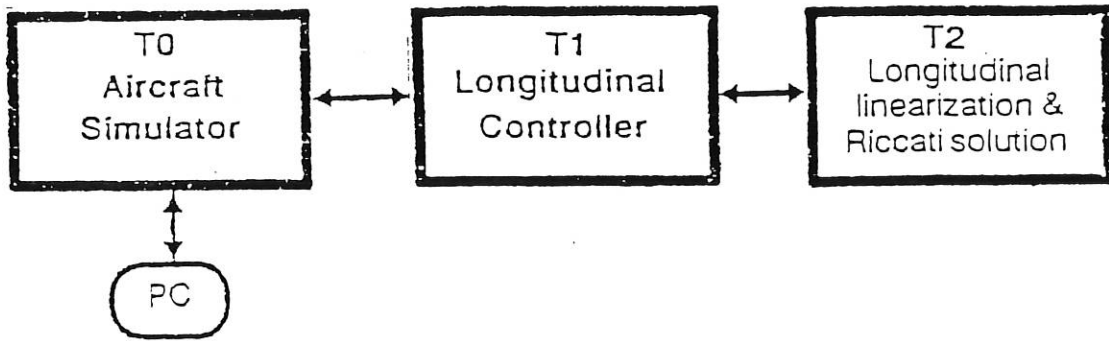 T0
Aircraft
Simulator
T1
Longitudinal
Controller
T2
Longitudinal
linearization &
Riccati solution
PC